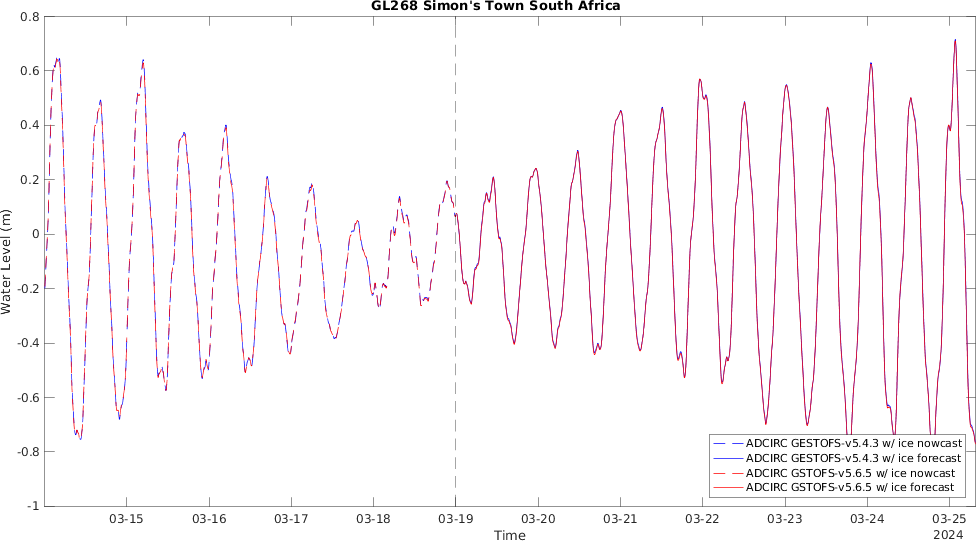 GL268 Simon's Town South Africa
0.8
0.6
0.4
0.2
0
-0.2
-0.4
-0.6
-0.8
-1
Water Level (m)
ADCIRC GESTOFS-v5.4.3 w/ ice nowcast
ADCIRC GESTOFS-v5.4.3 w/ ice forecast
ADCIRC GSTOFS-v5.6.5 w/ ice nowcast
ADCIRC GSTOFS-v5.6.5 w/ ice forecast
03-15 03-16 03-17 03-18 03-19 03-20 03-21 03-22 03-23 03-24 03-25
2024
Time